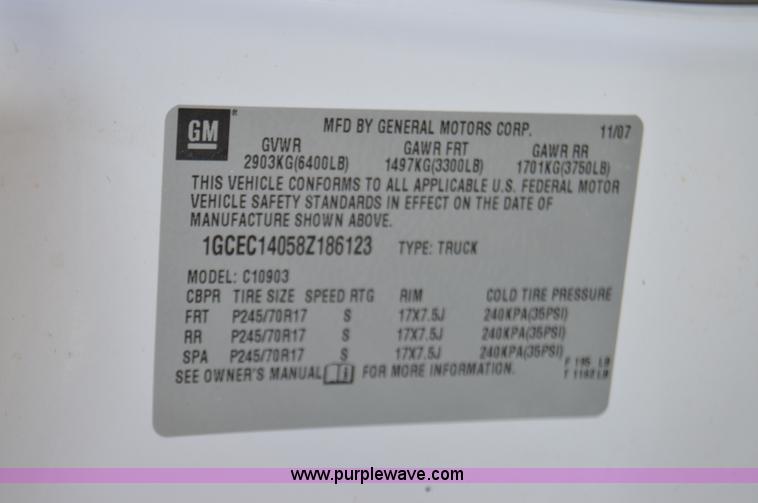 GM ® MFD BY GENERAL MOTORS CORP. 11/07
GVWR GAWR FRT GAWR RR
2903KG(6400LB) 1497KG(3300LB) 1701KG(3750LB)
THIS VEHICLE CONFORMS TO ALL APPLICABLE U.S. FEDERAL MOTOR
VEHICLE SAFETY STANDARDS IN EFFECT ON THE DATE OF
MANUFACTURE SHOWN ABOVE.
1GCEC14058Z186123 TYPE: TRUCK
MODEL: C10903
CBPR TIRE SIZE SPEED RTG RIM COLD TIRE PRESSURE
FRT P245/70R17 S 17X7.5J 240KPA(35PSI)
RR P245/70R17 S 17X7.5J 240KPA(35PSI)
SPA P245/70R17 S 17X7.5J 240KPA(35PSI)
SEE OWNER'S MANUAL FOR MORE INFORMATION.
www.purplewave.com